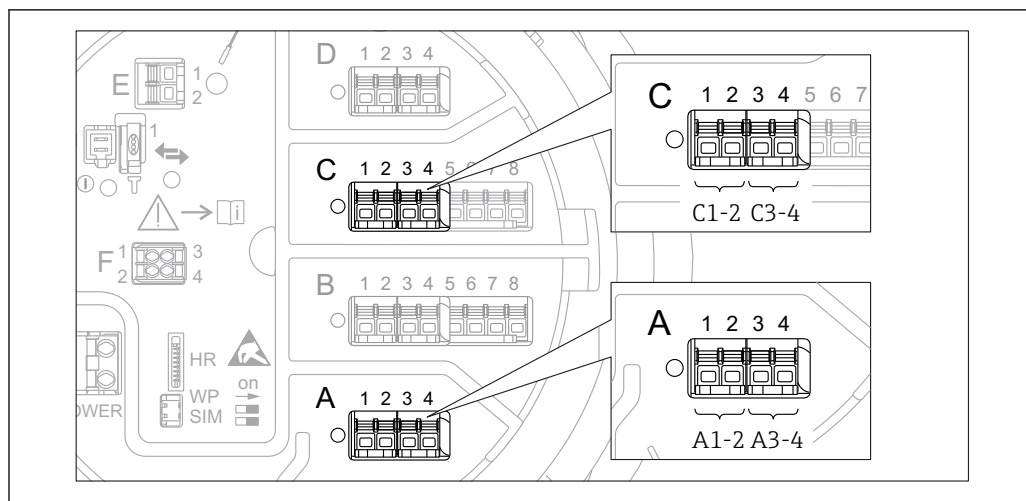 D 1 2 3 4
E 1
2
C 1 2 3 4 5 6 7
1
C 1 2 3 4 5 7 8
C1-2 C3-4
i
F 1 3
2 4
B 1 2 3 4 5 6 7 8
A 1 2 3 4
HR
WP on
SIM
OWER
A 1 2 3 4
A1-2 A3-4